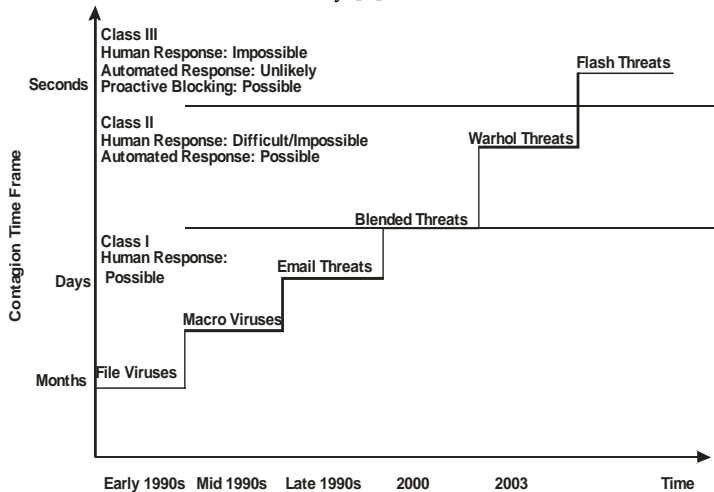 Class III
Human Response: Impossible
Automated Response: Unlikely
Proactive Blocking: Possible
Flash Threats
Seconds
Class II
Human Response: Difficult/Impossible
Automated Response: Possible
Warhol Threats
Blended Threats
Class I
Human Response:
Possible
Email Threats
Days
Macro Viruses
File Viruses
Months
Contagion Time Frame
Early 1990s Mid 1990s Late 1990s 2000 2003 Time